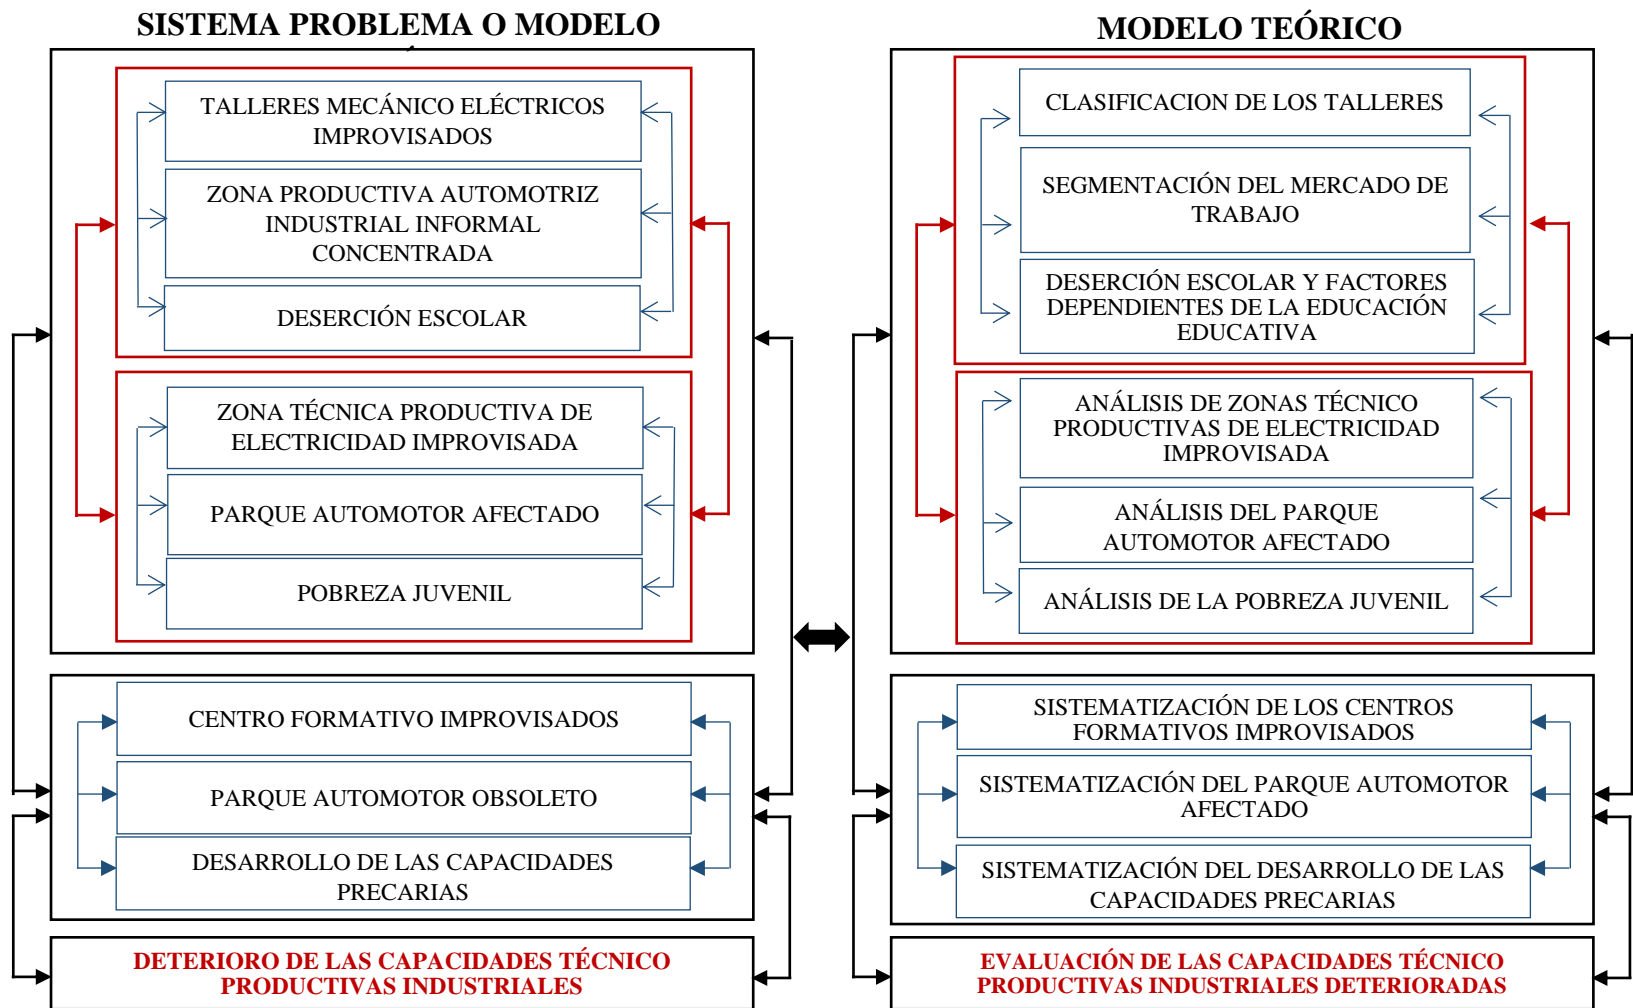 SISTEMA PROBLEMA O MODELO
TALLERES MECÁNICO ELÉCTRICOS
IMPROVISADOS
ZONA PRODUCTIVA AUTOMOTRIZ
INDUSTRIAL INFORMAL
CONCENTRADA
DESERCIÓN ESCOLAR
ZONA TÉCNICA PRODUCTIVA DE
ELECTRICIDAD IMPROVISADA
PARQUE AUTOMOTOR AFECTADO
POBREZA JUVENIL
CENTRO FORMATIVO IMPROVISADOS
PARQUE AUTOMOTOR OBSOLETO
DESARROLLO DE LAS CAPACIDADES
PRECARIAS
DETERIORO DE LAS CAPACIDADES TÉCNICO
PRODUCTIVAS INDUSTRIALES
MODELO TEÓRICO
CLASIFICACION DE LOS TALLERES
SEGMENTACIÓN DEL MERCADO DE
TRABAJO
DESERCIÓN ESCOLAR Y FACTORES
DEPENDIENTES DE LA EDUCACIÓN
EDUCATIVA
ANÁLISIS DE ZONAS TÉCNICO
PRODUCTIVAS DE ELECTRICIDAD
IMPROVISADA
ANÁLISIS DEL PARQUE
AUTOMOTOR AFECTADO
ANÁLISIS DE LA POBREZA JUVENIL
SISTEMATIZACIÓN DE LOS CENTROS
FORMATIVOS IMPROVISADOS
SISTEMATIZACIÓN DEL PARQUE AUTOMOTOR
AFECTADO
SISTEMATIZACIÓN DEL DESARROLLO DE LAS
CAPACIDADES PRECARIAS
EVALUACIÓN DE LAS CAPACIDADES TÉCNICO
PRODUCTIVAS INDUSTRIALES DETERIORADAS